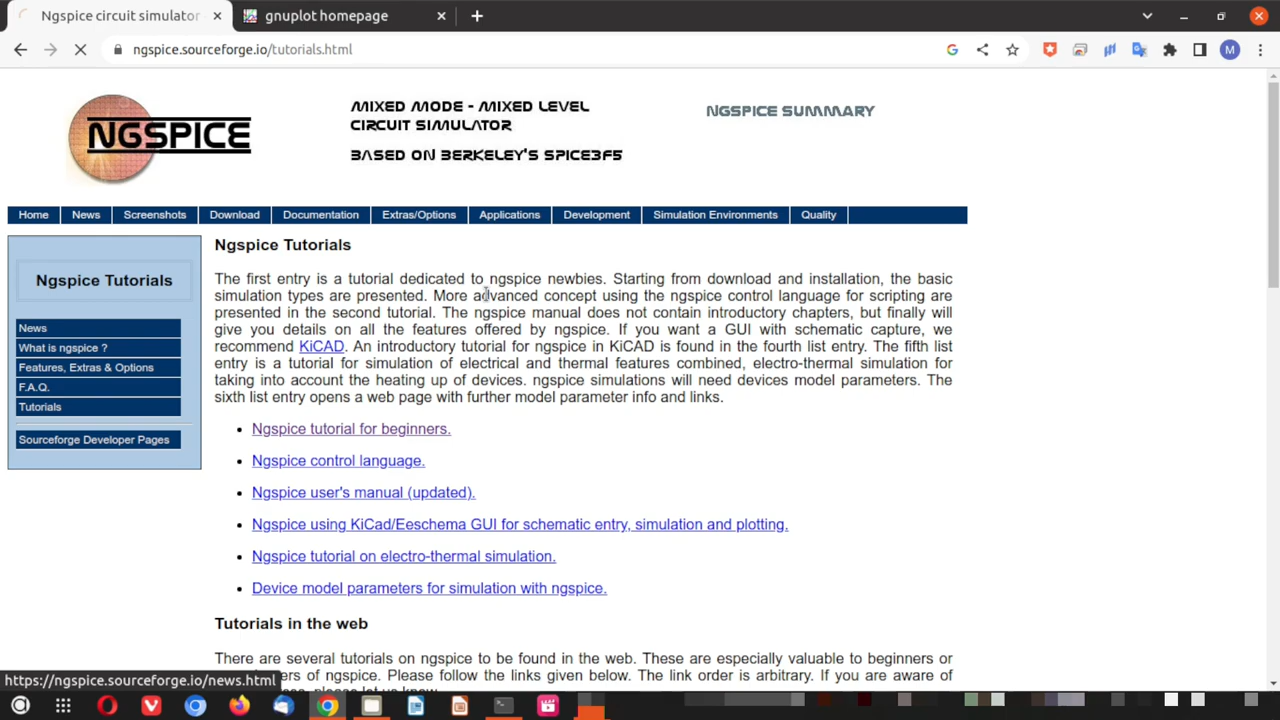 Ngspice circuit simulator
gnuplot homepage
ngspice.sourceforge.io/tutorials.html
M
NGSPICE
MIXED MODE - MIXED LEVEL
CIRCUIT SIMULATOR
BASED ON BERKELEY'S SPICE3F5
NGSPICE SUMMARY
Home News Screenshots Download Documentation Extras/Options Applications Development Simulation Environments Quality
Ngspice Tutorials
News
What is ngspice ?
Features, Extras & Options
F.A.Q.
Tutorials
Sourceforge Developer Pages
Ngspice Tutorials
The first entry is a tutorial dedicated to ngspice newbies. Starting from download and installation, the basic
simulation types are presented. More advanced concept using the ngspice control language for scripting are
presented in the second tutorial. The ngspice manual does not contain introductory chapters, but finally will
give you details on all the features offered by ngspice. If you want a GUI with schematic capture, we
recommend KiCAD. An introductory tutorial for ngspice in KiCAD is found in the fourth list entry. The fifth list
entry is a tutorial for simulation of electrical and thermal features combined, electro-thermal simulation for
taking into account the heating up of devices. ngspice simulations will need devices model parameters. The
sixth list entry opens a web page with further model parameter info and links.
• Ngspice tutorial for beginners.
• Ngspice control language.
• Ngspice user's manual (updated).
• Ngspice using KiCad/Eeschema GUI for schematic entry, simulation and plotting.
• Ngspice tutorial on electro-thermal simulation.
• Device model parameters for simulation with ngspice.
Tutorials in the web
There are several tutorials on ngspice to be found in the web. These are especially valuable to beginners or
of ngspice. Please follow the links given below. The link order is arbitrary. If you are aware of
https://ngspice.sourceforge.io/news.html